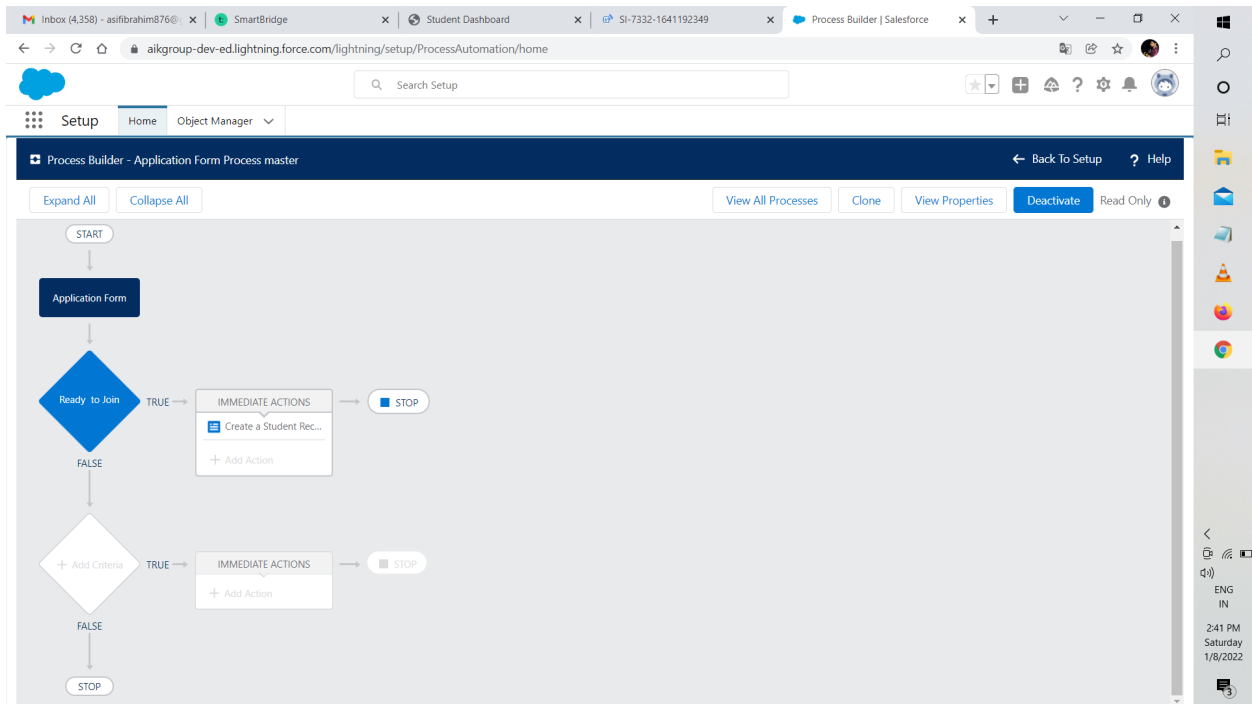 Inbox (4,358) - asifibrahim876@
SmartBridge
Student Dashboard
SI-7332-1641192349
Process Builder | Salesforce
aikgroup-dev-ed.lightning.force.com/lightning/setup/ProcessAutomation/home
Search Setup
Setup
Home
Object Manager
Process Builder - Application Form Process master
Back To Setup
? Help
Expand All
Collapse All
View All Processes
Clone
View Properties
Deactivate
Read Only
START
Application Form
Ready to Join
TRUE
IMMEDIATE ACTIONS
STOP
Create a Student Rec...
+ Add Action
FALSE
+ Add Criteria
TRUE
IMMEDIATE ACTIONS
STOP
+ Add Action
FALSE
STOP
ENG
IN
2:41 PM
Saturday
1/8/2022
3